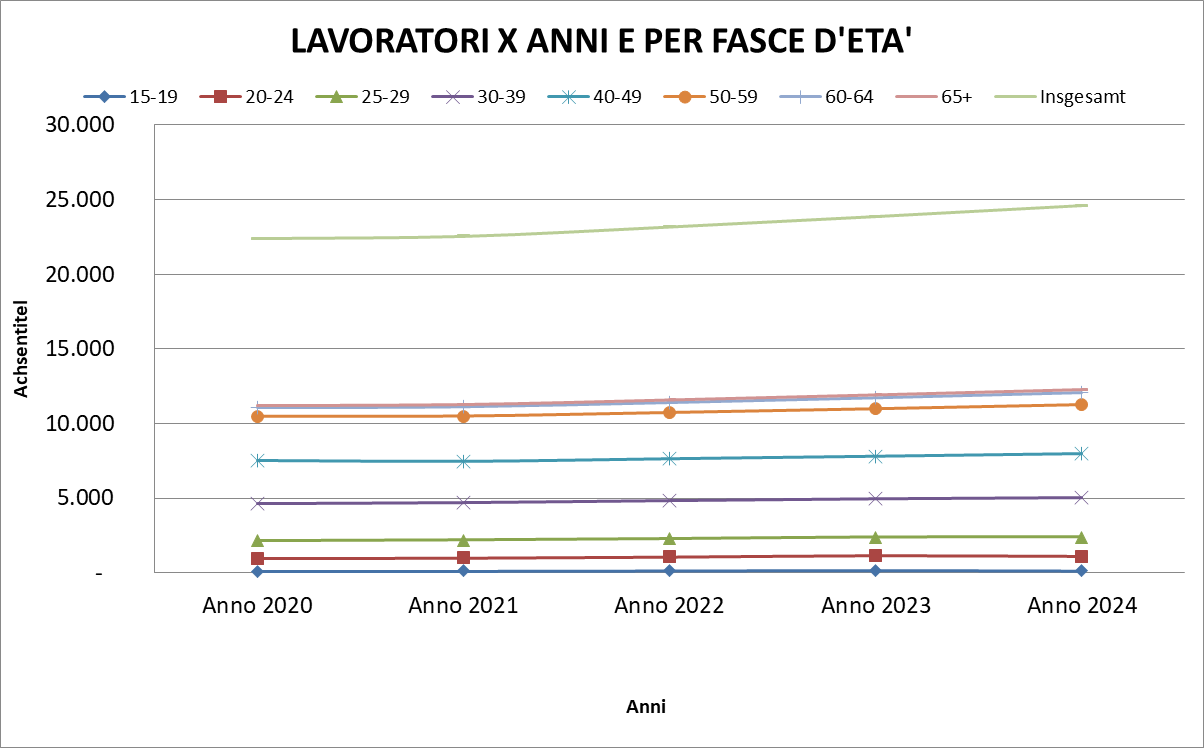 LAVORATORI X ANNI E PER FASCE D'ETA'
15-19 20-24 25-29 30-39 40-49 50-59 60-64 65+ Insgesamt
30.000
25.000
20.000
15.000
10.000
5.000
-
Achsentitel
Anno 2020 Anno 2021 Anno 2022 Anno 2023 Anno 2024
Anni